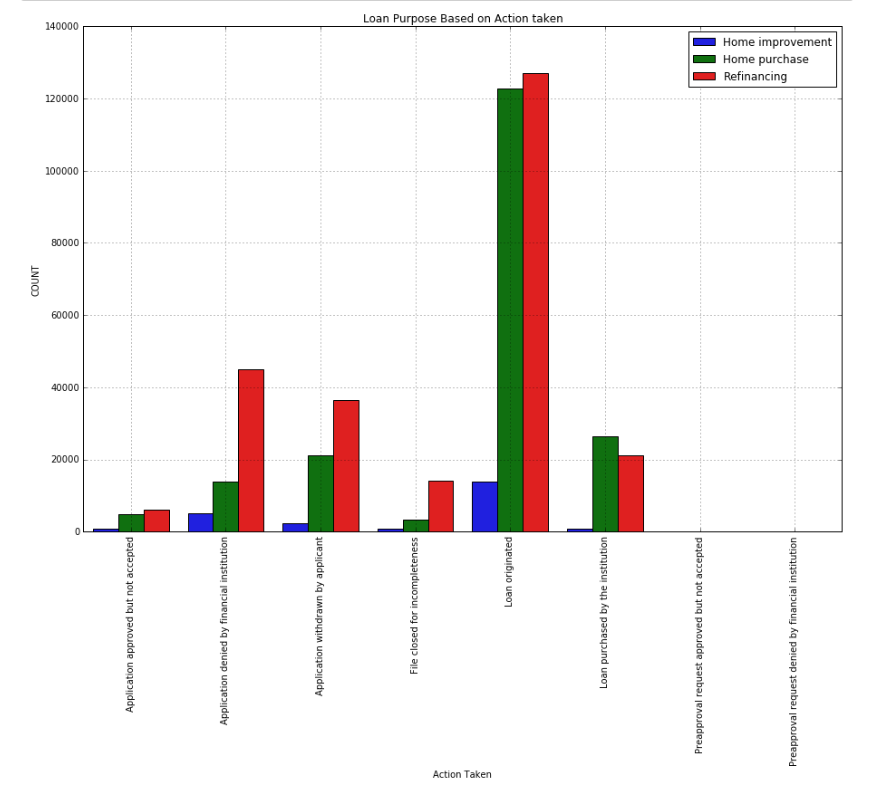 Loan Purpose Based on Action taken
140000
120000
100000
80000
60000
40000
20000
0
COUNT
Home improvement
Home purchase
Refinancing
Application approved but not accepted
Application denied by financial institution
Application withdrawn by applicant
File closed for incompleteness
Loan originated
Loan purchased by the institution
Preapproval request approved but not accepted
Preapproval request denied by financial institution
Action Taken